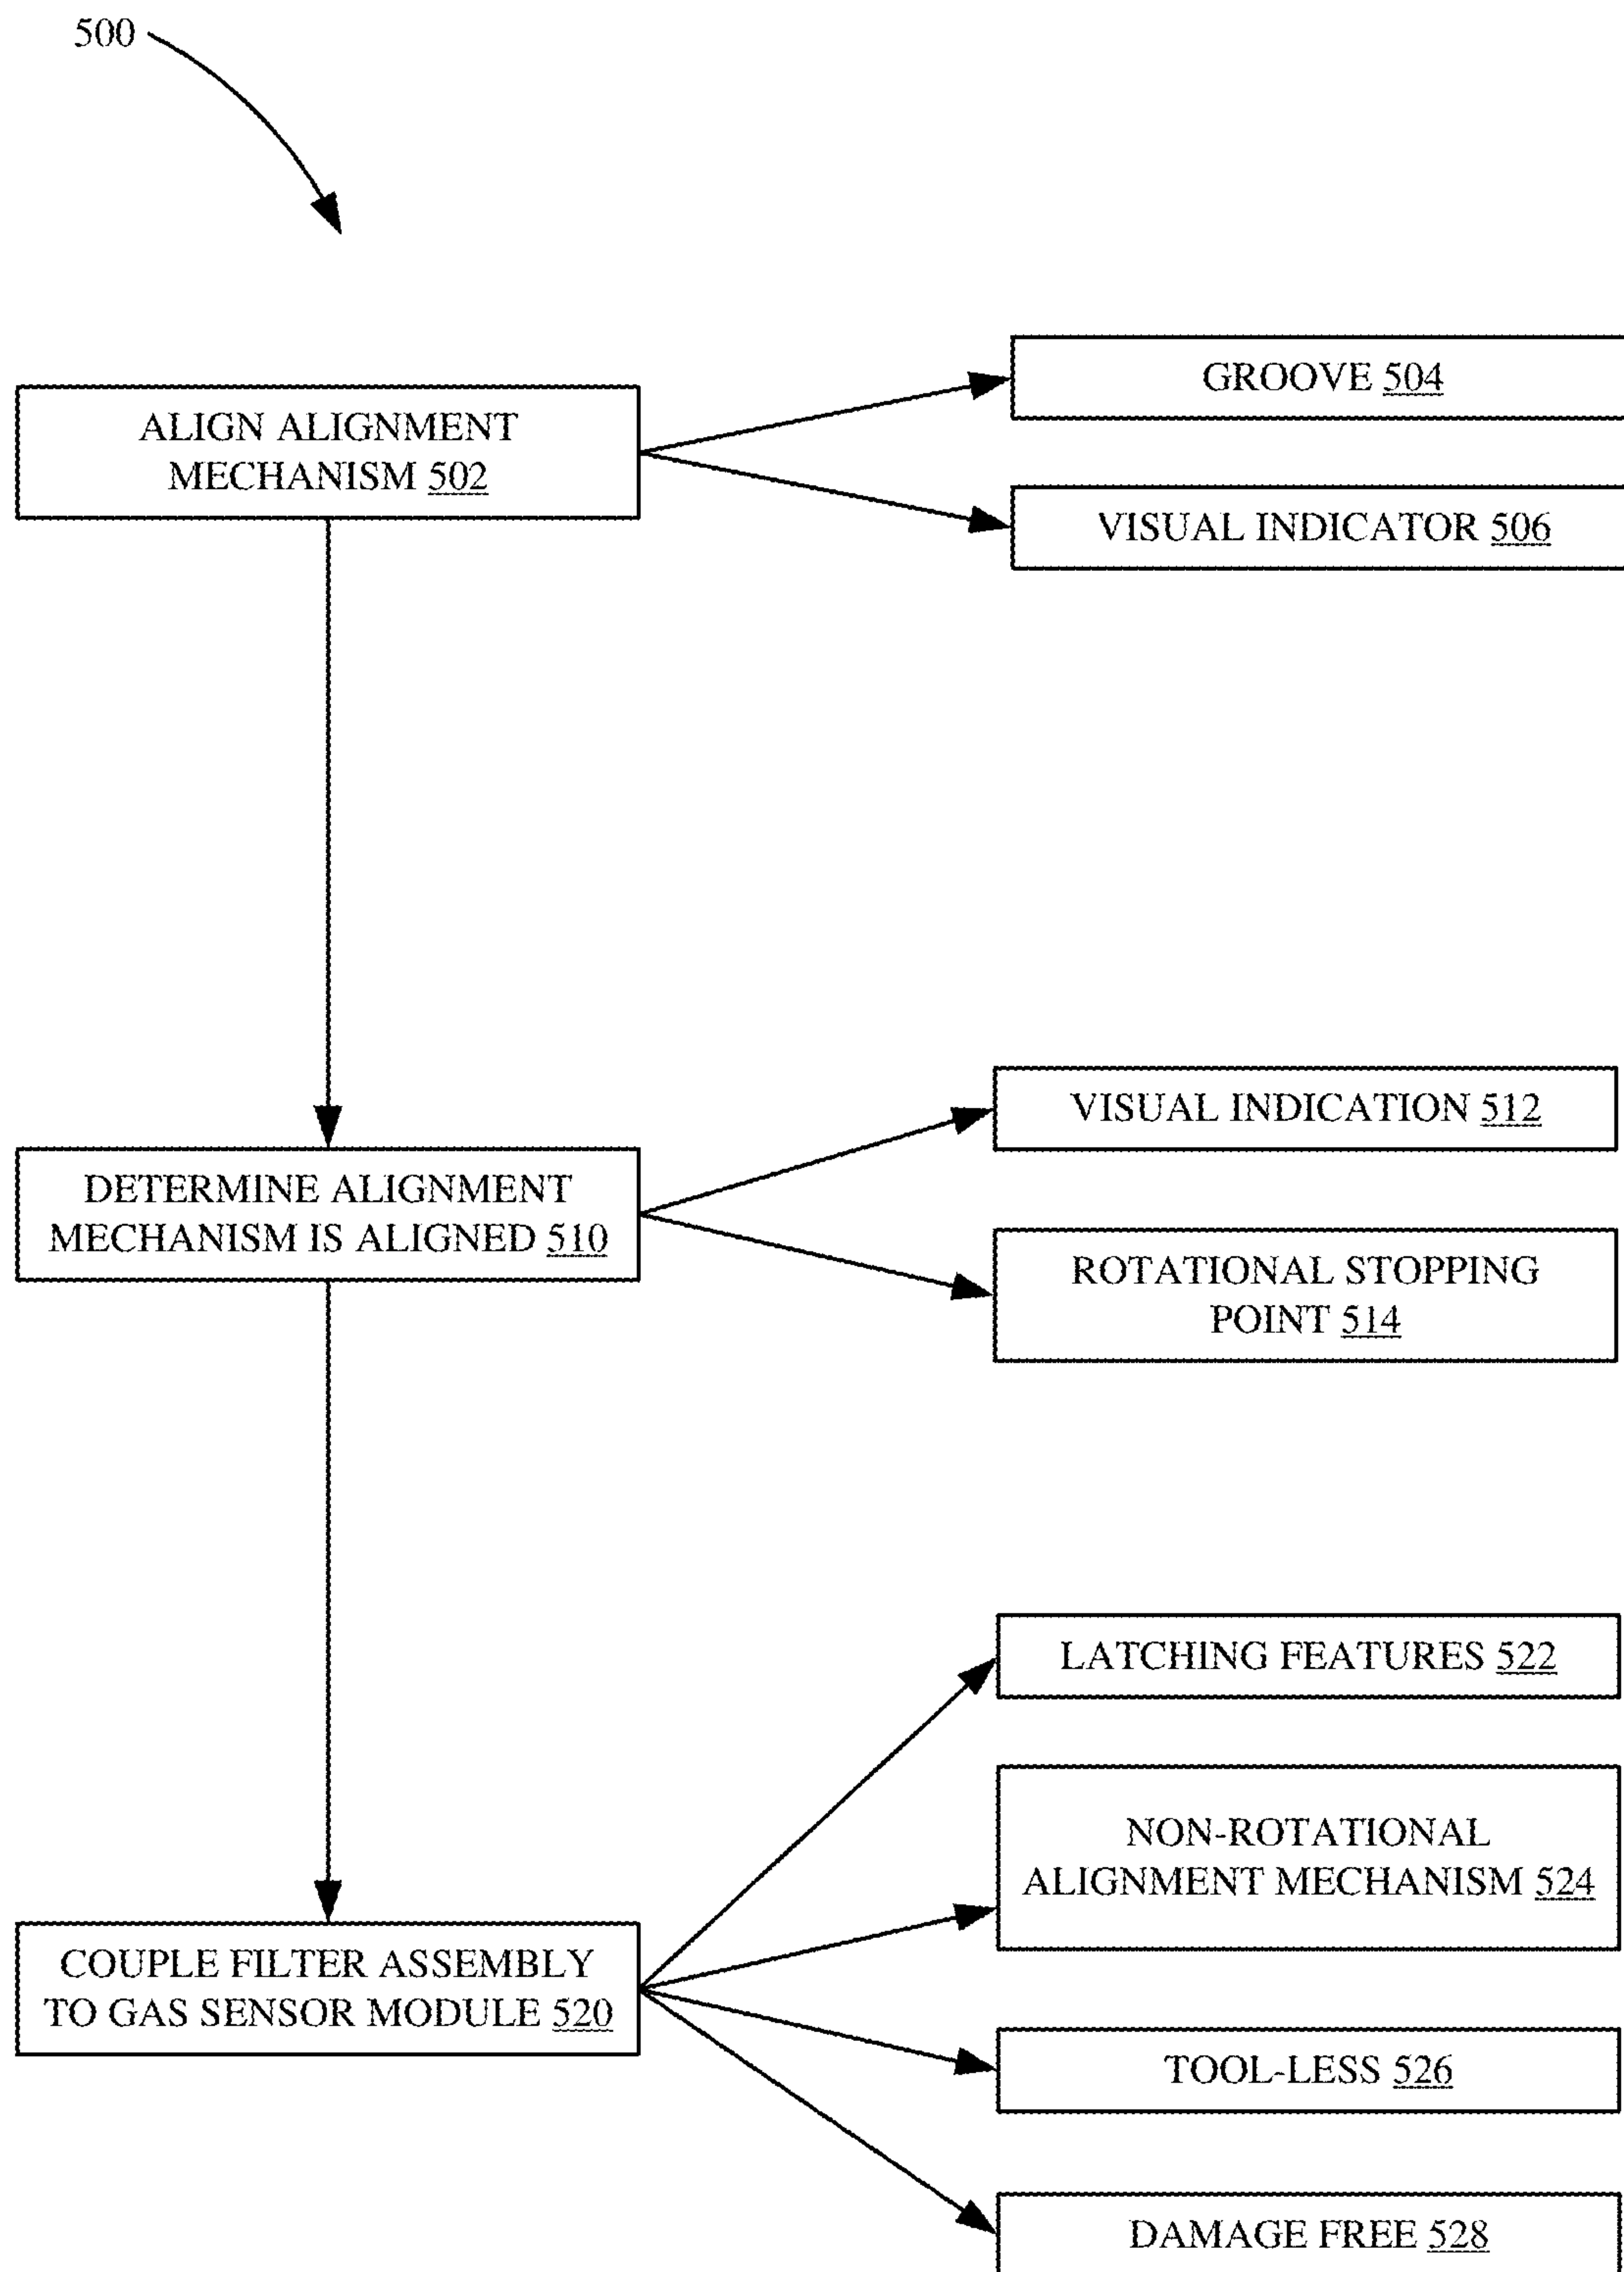 500
GROOVE 504
ALIGN ALIGNMENT
MECHANISM 502
VISUAL INDICATOR 506
VISUAL INDICATION 512
DETERMINE ALIGNMENT
MECHANISM IS ALIGNED 510
ROTATIONAL STOPPING
POINT 514
LATCHING FEATURES 522
NON-ROTATIONAL
ALIGNMENT MECHANISM 524
COUPLE FILTER ASSEMBLY
TO GAS SENSOR MODULE 520
TOOL-LESS 526
DAMAGE FREE 528